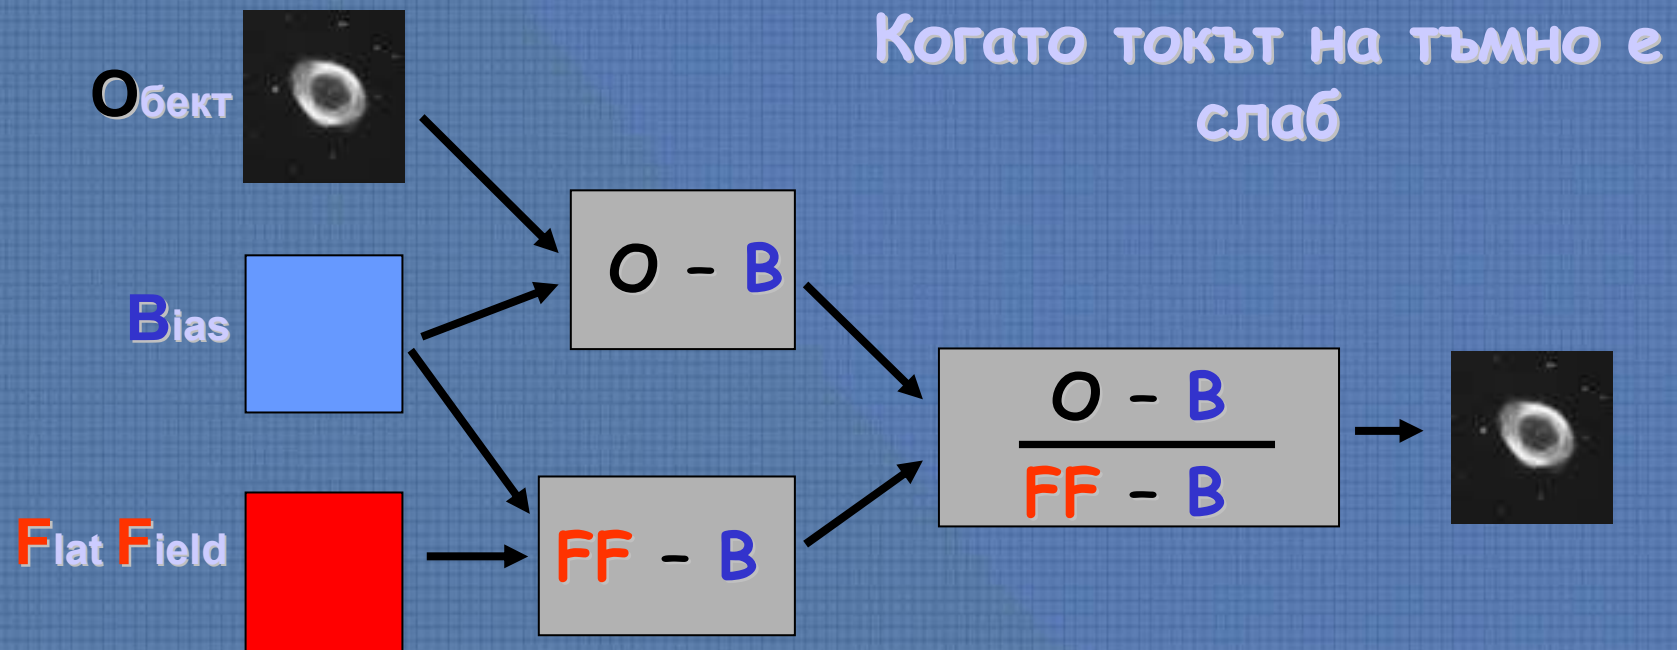 Когато токът на тъмно е
слаб
Обект
O - B
Bias
O - B
FF - B
Flat Field
FF - B